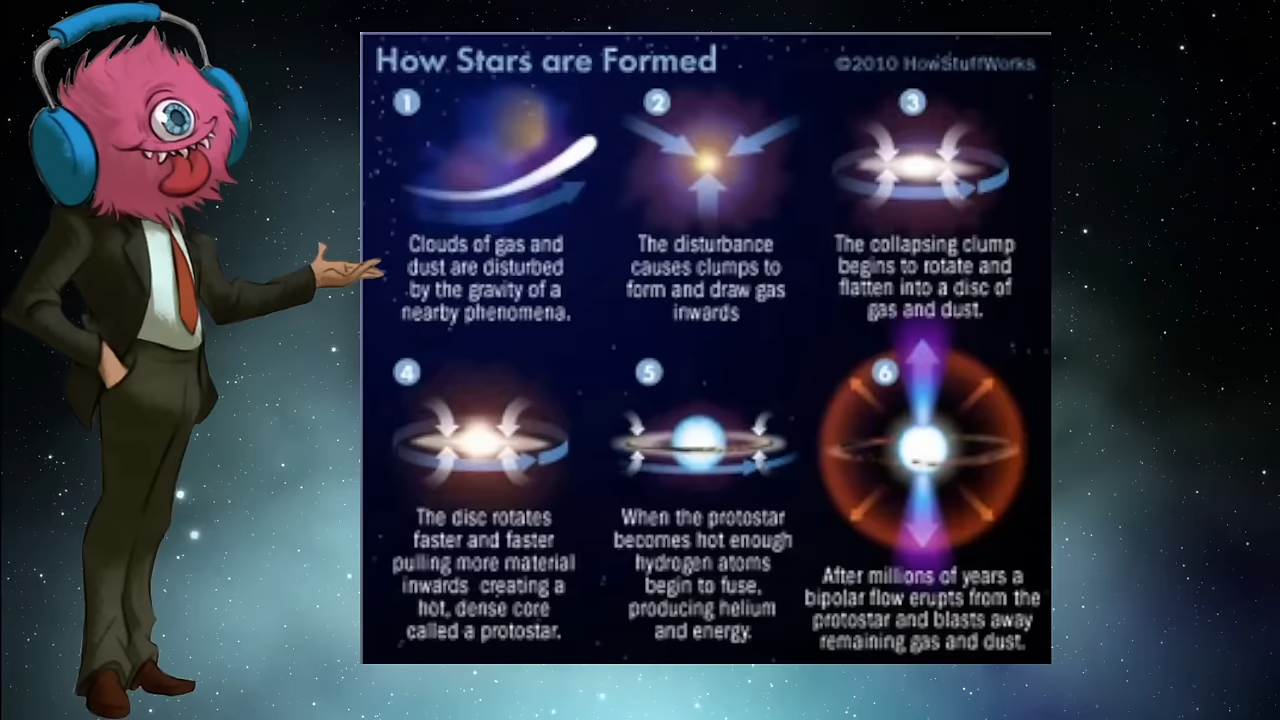 How Stars are Formed
©2010 HowStuffWorks
1
Clouds of gas and
dust are disturbed
by the gravity of a
nearby phenomena.
2
The disturbance
causes clumps to
form and draw gas
inwards
3
The collapsing clump
begins to rotate and
flatten into a disc of
gas and dust.
4
The disc rotates
faster and faster
pulling more material
inwards creating a
hot, dense core
called a protostar.
5
When the protostar
becomes hot enough
hydrogen atoms
begin to fuse,
producing helium
and energy.
6
After millions of years a
bipolar flow erupts from the
protostar and blasts away
remaining gas and dust.